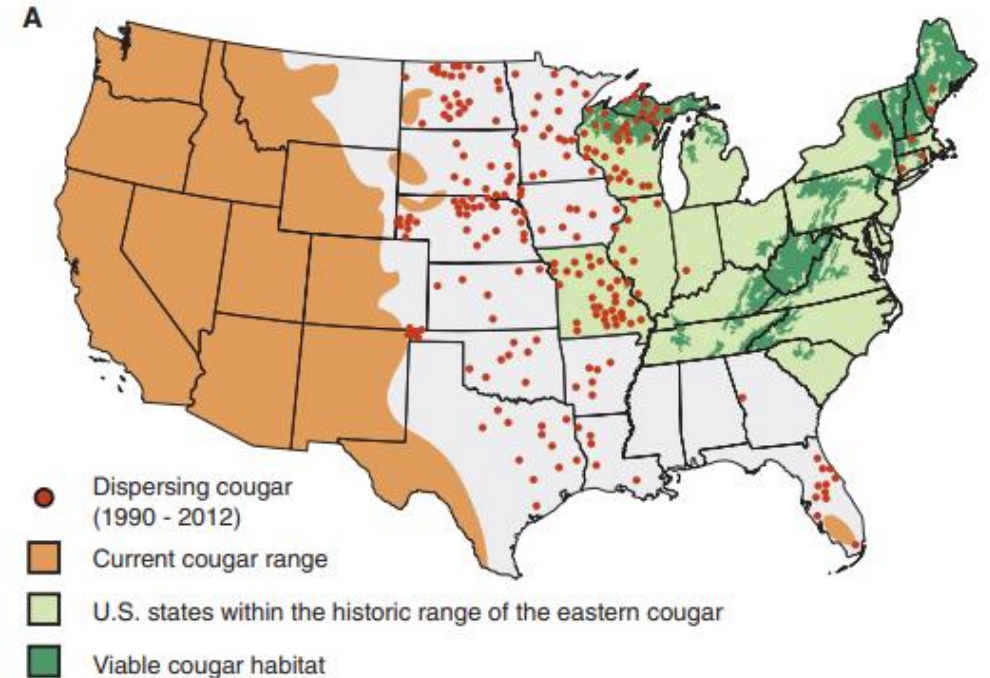 A
Dispersing cougar
(1990 - 2012)
Current cougar range
U.S. states within the historic range of the eastern cougar
Viable cougar habitat